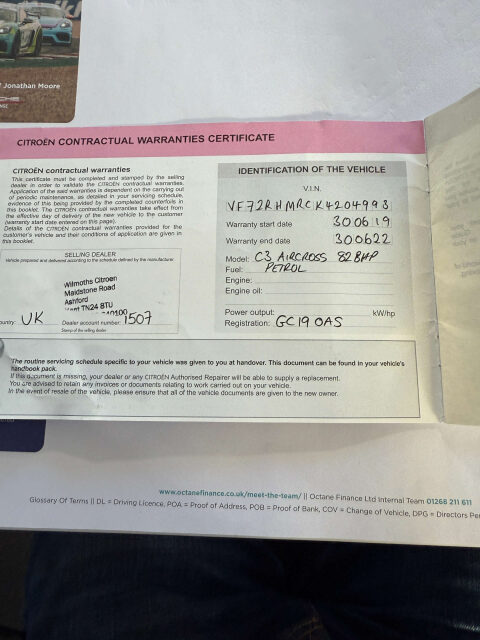 Jonathan Moore
CITROËN CONTRACTUAL WARRANTIES CERTIFICATE
CITROËN contractual warranties
This certificate must be completed and stamped by the selling
dealer in order to validate the CITROËN contractual warranties.
Application of the said warranties is dependent on the carrying out
of periodic maintenance, as detailed in your servicing schedule,
evidence of this being provided by the completed counterfoils in
this booklet. The CITROËN contractual warranties take effect from
the effective day of delivery of the new vehicle to the customer
(warranty start date entered on this page).
Details of the CITROËN contractual warranties provided for the
customer's vehicle and their conditions of application are given in
this booklet.
SELLING DEALER
Vehicle prepared and delivered according to the schedule defined by the manufacturer.
Wilmoths Citroen
Maidstone Road
Ashford
TN24 8TU
Country: UK Dealer account number: 1507
Stamp of the selling dealer
IDENTIFICATION OF THE VEHICLE
V.I.N.
VF72RHMRCK4204993
Warranty start date 300619
Warranty end date 300622
Model: C3 AIRCROSS 82BHP
Fuel: PETROL
Engine:
Engine oil:
Power output: kW/hp
Registration: GC19 OAS
The routine servicing schedule specific to your vehicle was given to you at handover. This document can be found in your vehicle's
handbook pack.
If this document is missing, your dealer or any CITROËN Authorised Repairer will be able to supply a replacement.
You are advised to retain any invoices or documents relating to work carried out on your vehicle.
In the event of resale of the vehicle, please ensure that all of the vehicle documents are given to the new owner.
www.octanefinance.co.uk/meet-the-team/ || Octane Finance Ltd Internal Team 01268 211 611
Glossary Of Terms || DL = Driving Licence, POA = Proof of Address, POB = Proof of Bank, COV = Change of Vehicle, DPG = Directors